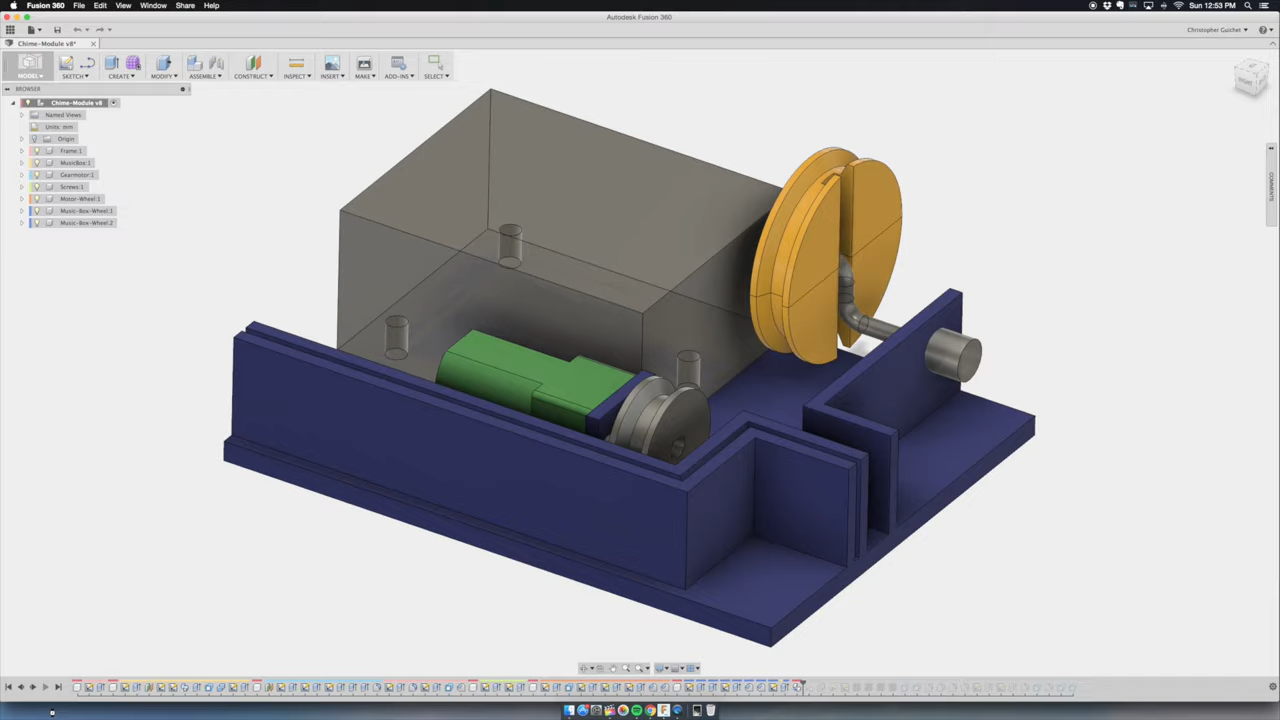 Fusion 360 File Edit View Window Share Help
Sun 12:53 PM
Autodesk Fusion 360
Christopher Guichet
Chime-Module v8*
MODEL
SKETCH
CREATE
MODIFY
ASSEMBLE
CONSTRUCT
INSPECT
INSERT
MAKE
ADD-INS
SELECT
BROWSER
Chime-Module v8
Named Views
Units: mm
Origin
Frame:1
MusicBox:1
Gearmotor:1
Screws:1
Motor-Wheel:1
Music-Box-Wheel:1
Music-Box-Wheel:2
COMMENTS